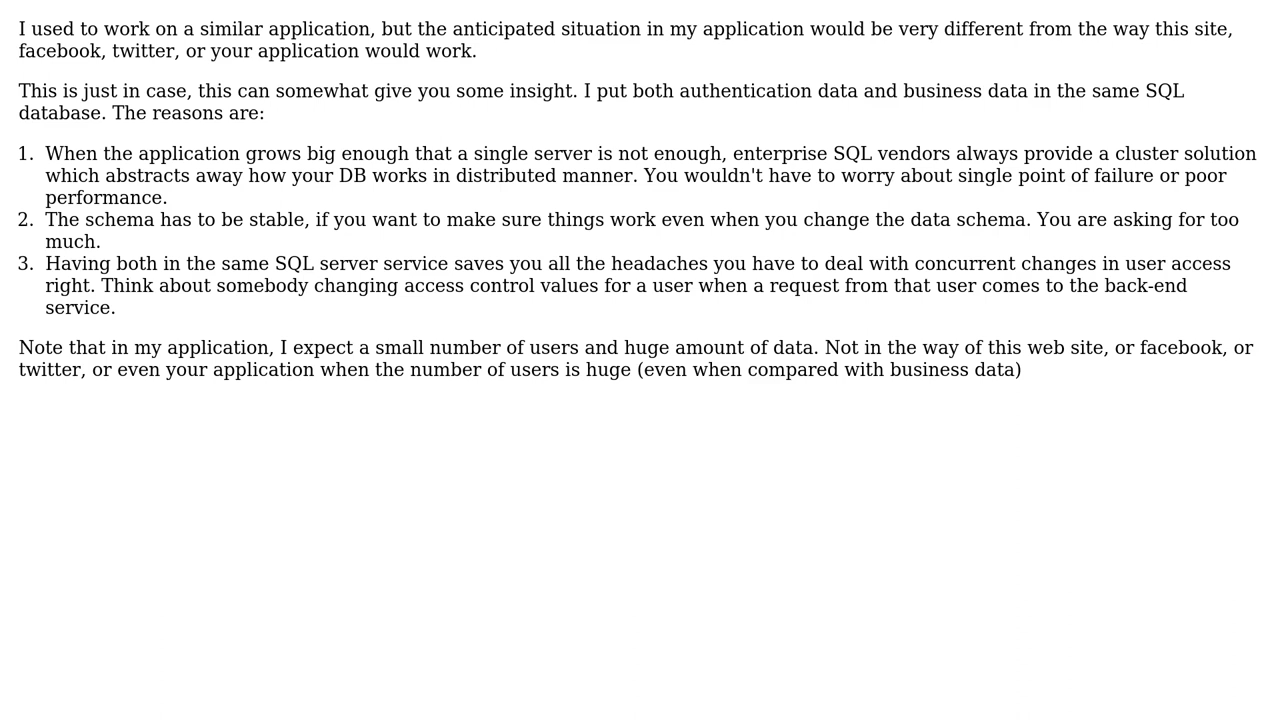 I used to work on a similar application, but the anticipated situation in my application would be very different from the way this site,
facebook, twitter, or your application would work.
This is just in case, this can somewhat give you some insight. I put both authentication data and business data in the same SQL
database. The reasons are:
1. When the application grows big enough that a single server is not enough, enterprise SQL vendors always provide a cluster solution
which abstracts away how your DB works in distributed manner. You wouldn't have to worry about single point of failure or poor
performance.
2. The schema has to be stable, if you want to make sure things work even when you change the data schema. You are asking for too
much.
3. Having both in the same SQL server service saves you all the headaches you have to deal with concurrent changes in user access
right. Think about somebody changing access control values for a user when a request from that user comes to the back-end
service.
Note that in my application, I expect a small number of users and huge amount of data. Not in the way of this web site, or facebook, or
twitter, or even your application when the number of users is huge (even when compared with business data)